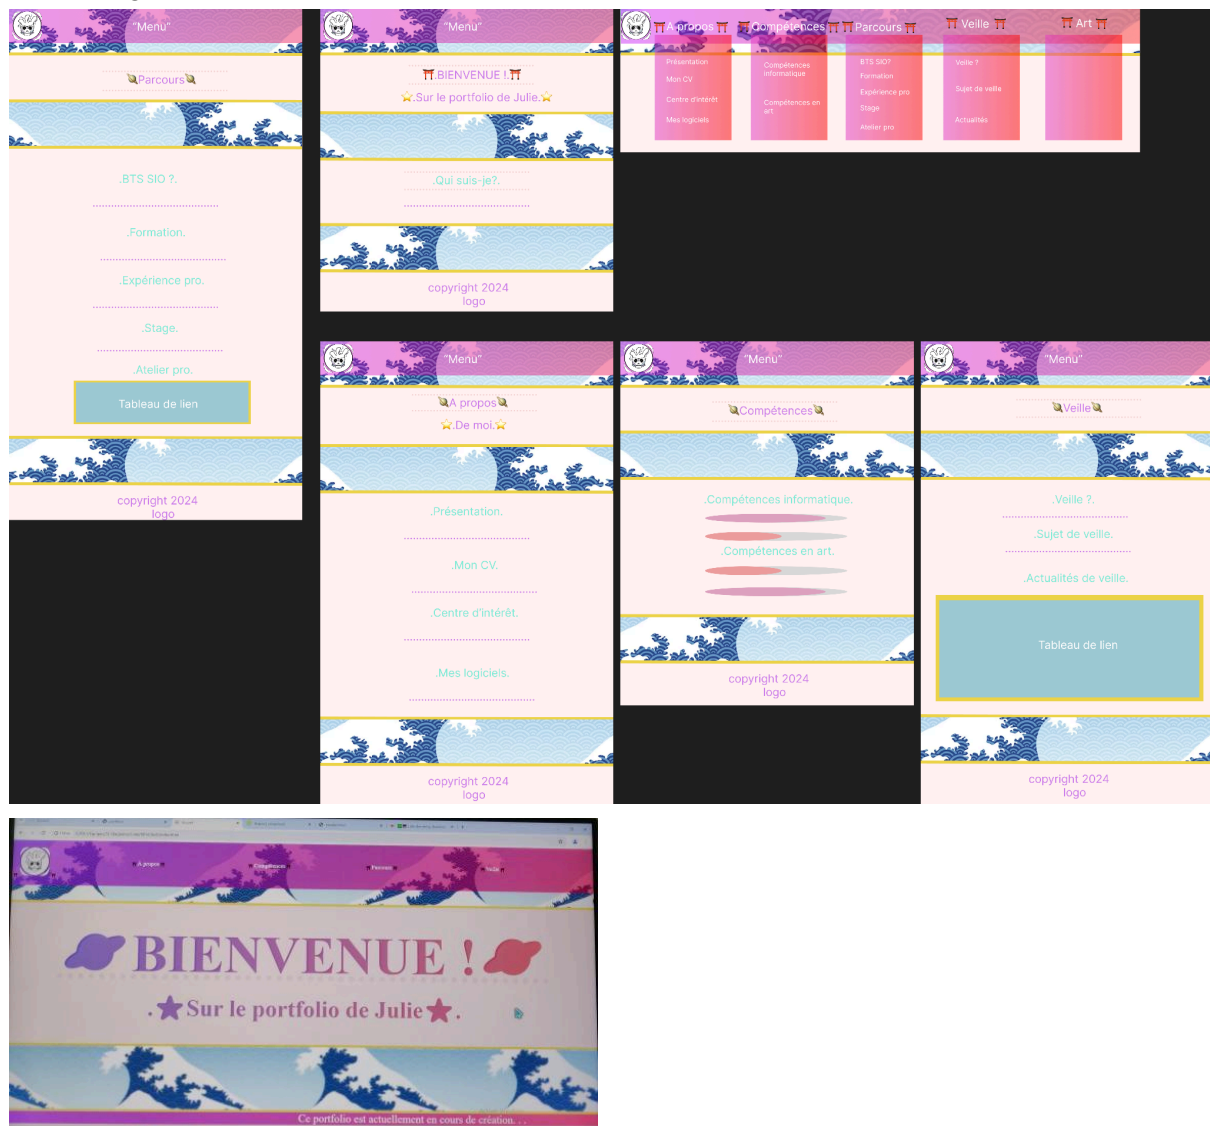 "Menu"
Parcours
.BTS SIO ?.
.Formation.
.Expérience pro.
.Stage.
.Atelier pro.
Tableau de lien
copyright 2024
logo
"Menu"
.BIENVENUE !.
.Sur le portfolio de Julie.
.Qui suis-je?.
copyright 2024
logo
A propos
Compétences
Parcours
Veille
Art
Présentation
Mon CV
Centre d'intérêt
Mes logiciels
Compétences
informatique
Compétences en
art
BTS SIO?
Formation
Expérience pro
Stage
Atelier pro
Veille ?
Sujet de veille
Actualités
"Menu"
A propos
.De moi.
.Présentation.
.Mon CV.
.Centre d'intérêt.
.Mes logiciels.
copyright 2024
logo
"Menu"
Compétences
.Compétences informatique.
.Compétences en art.
copyright 2024
logo
"Menu"
Veille
.Veille ?.
.Sujet de veille.
.Actualités de veille.
Tableau de lien
copyright 2024
logo
A propos
Compétences
Parcours
Veille
BIENVENUE !
. Sur le portfolio de Julie .
Ce portfolio est actuellement en cours de création. . .